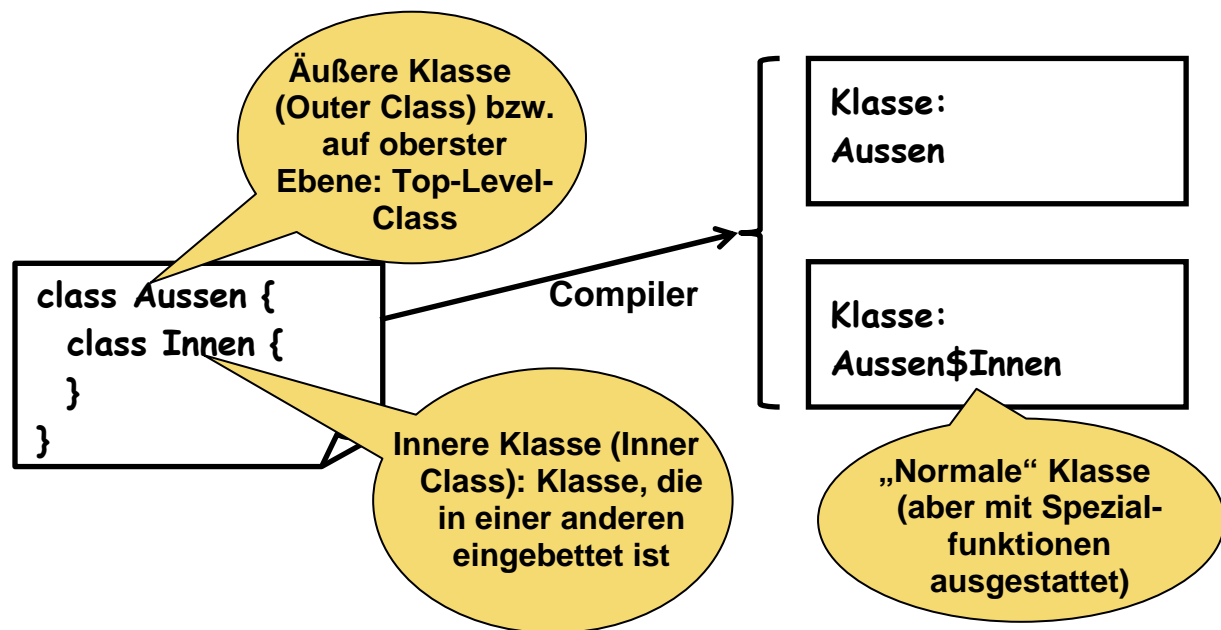 Äußere Klasse
(Outer Class) bzw.
auf oberster
Ebene: Top-Level-
Class
class Aussen {
class Innen {
}
}
Compiler
Klasse:
Aussen
Klasse:
Aussen$Innen
Innere Klasse (Inner
Class): Klasse, die
in einer anderen
eingebettet ist
„Normale“ Klasse
(aber mit Spezial-
funktionen
ausgestattet)